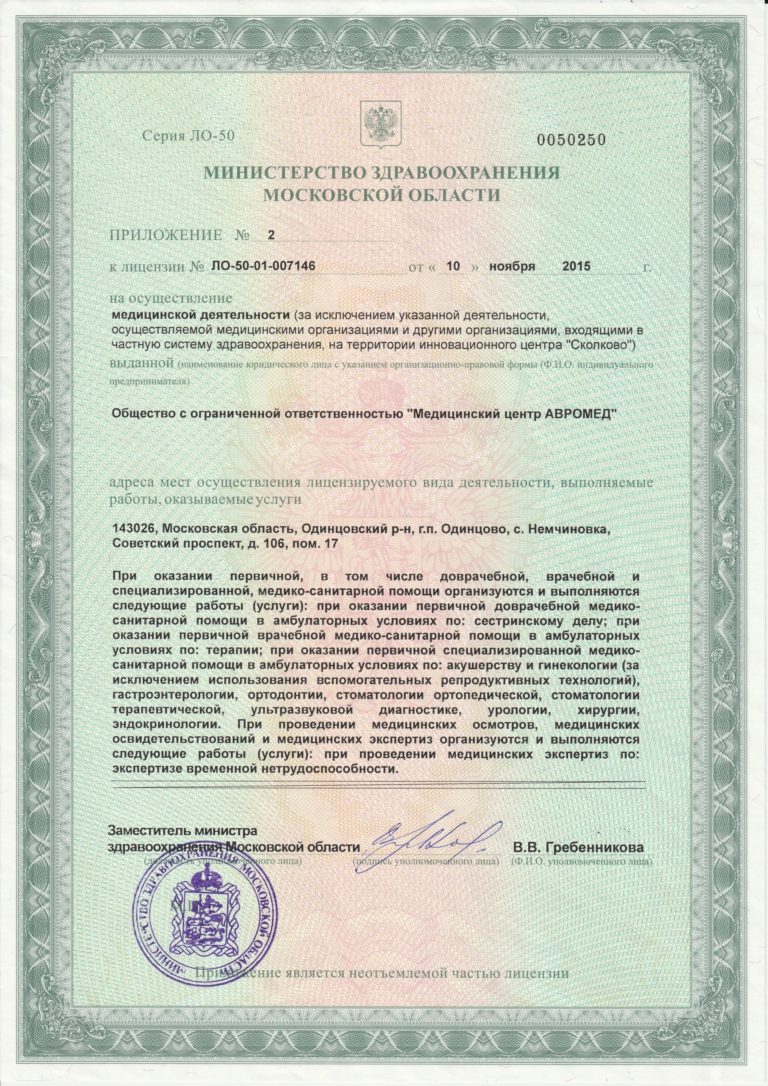 Серия ЛО-50
0050250
МИНИСТЕРСТВО ЗДРАВООХРАНЕНИЯ
МОСКОВСКОЙ ОБЛАСТИ
ПРИЛОЖЕНИЕ № 2
к лицензии № ЛО-50-01-007146 от « 10 » ноября 2015 г.
на осуществление
медицинской деятельности (за исключением указанной деятельности,
осуществляемой медицинскими организациями и другими организациями, входящими в
частную систему здравоохранения, на территории инновационного центра "Сколково")
выданной (наименование юридического лица с указанием организационно-правовой формы (Ф.И.О. индивидуального
предпринимателя)
Общество с ограниченной ответственностью "Медицинский центр АВРОМЕД"
адреса мест осуществления лицензируемого вида деятельности, выполняемые
работы, оказываемые услуги
143026, Московская область, Одинцовский р-н, г.п. Одинцово, с. Немчиновка,
Советский проспект, д. 106, пом. 17
При оказании первичной, в том числе доврачебной, врачебной и
специализированной, медико-санитарной помощи организуются и выполняются
следующие работы (услуги): при оказании первичной доврачебной медико-
санитарной помощи в амбулаторных условиях по: сестринскому делу; при
оказании первичной врачебной медико-санитарной помощи в амбулаторных
условиях по: терапии; при оказании первичной специализированной медико-
санитарной помощи в амбулаторных условиях по: акушерству и гинекологии (за
исключением использования вспомогательных репродуктивных технологий),
гастроэнтерологии, ортодонтии, стоматологии ортопедической, стоматологии
терапевтической, ультразвуковой диагностике, урологии, хирургии,
эндокринологии. При проведении медицинских осмотров, медицинских
освидетельствований и медицинских экспертиз организуются и выполняются
следующие работы (услуги): при проведении медицинских экспертиз по:
экспертизе временной нетрудоспособности.
Заместитель министра
здравоохранения Московской области В.В. Гребенникова
(должность уполномоченного лица) (подпись уполномоченного лица) (Ф.И.О. уполномоченного лица)
МИНИСТЕРСТВО ЗДРАВООХРАНЕНИЯ МОСКОВСКОЙ ОБЛАСТИ
Приложение является неотъемлемой частью лицензии